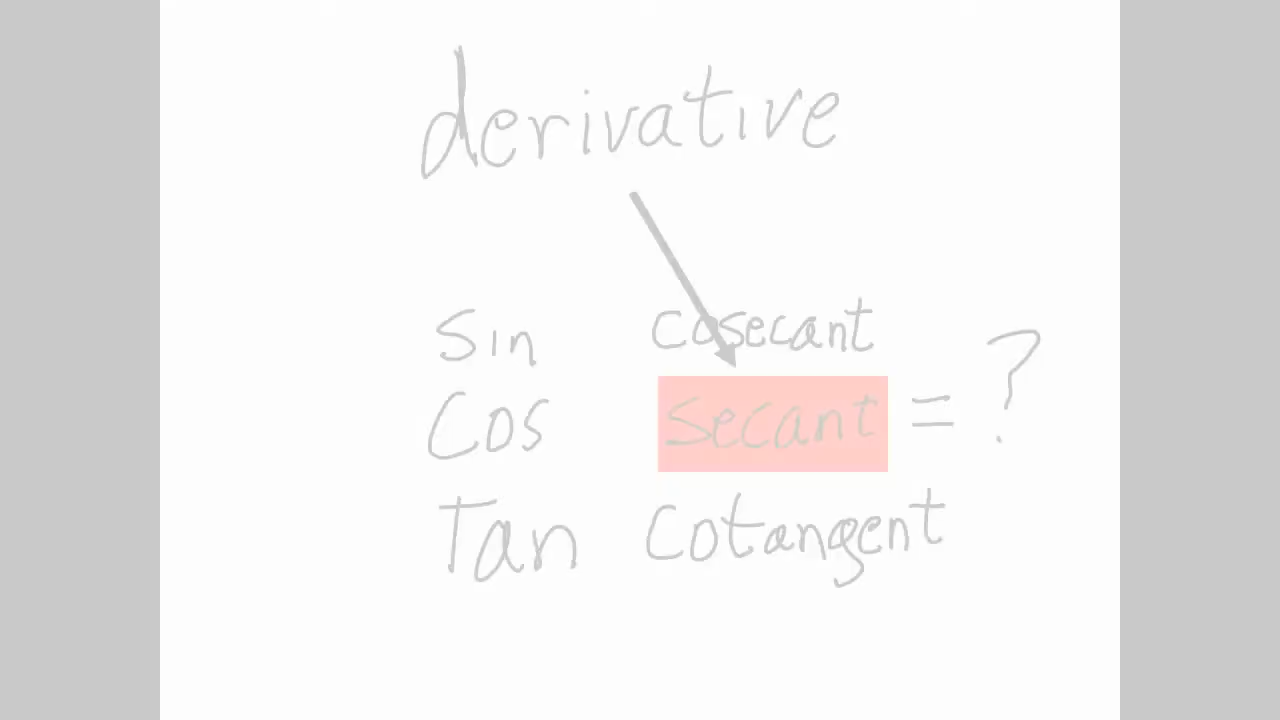 derivative
Sin cosecant
Cos secant = ?
Tan cotangent